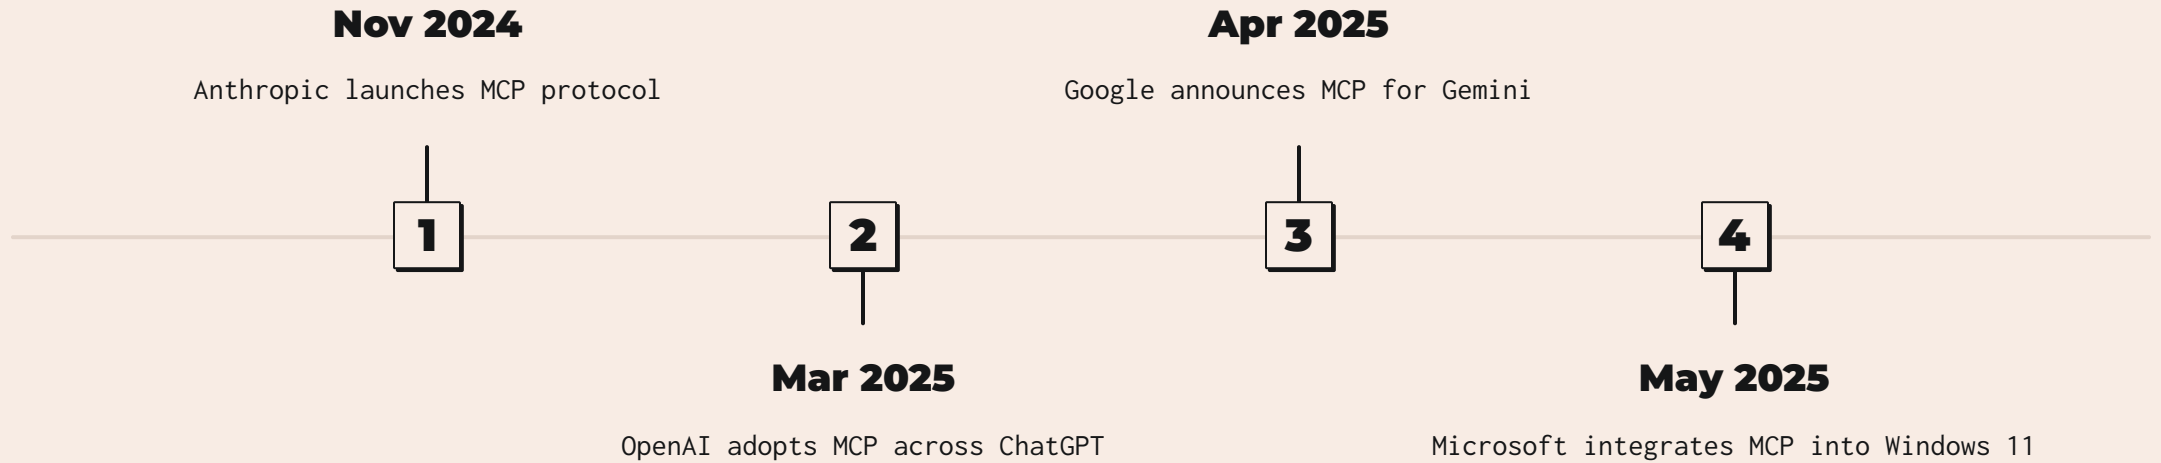 Nov 2024
Anthropic launches MCP protocol
1
2
Mar 2025
OpenAI adopts MCP across ChatGPT
Apr 2025
Google announces MCP for Gemini
3
4
May 2025
Microsoft integrates MCP into Windows 11